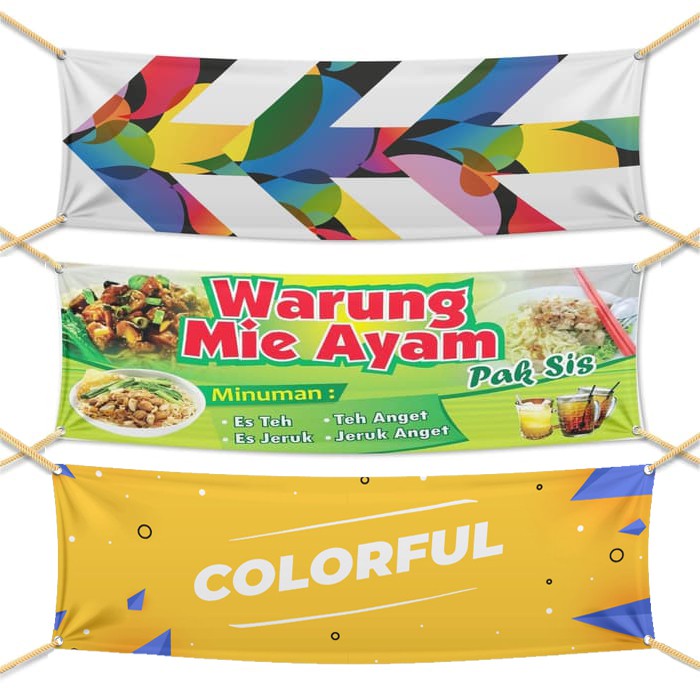 Warung
Mie Ayam
Pak Sis
Minuman :
• Es Teh
• Es Jeruk
• Teh Anget
• Jeruk Anget
COLORFUL